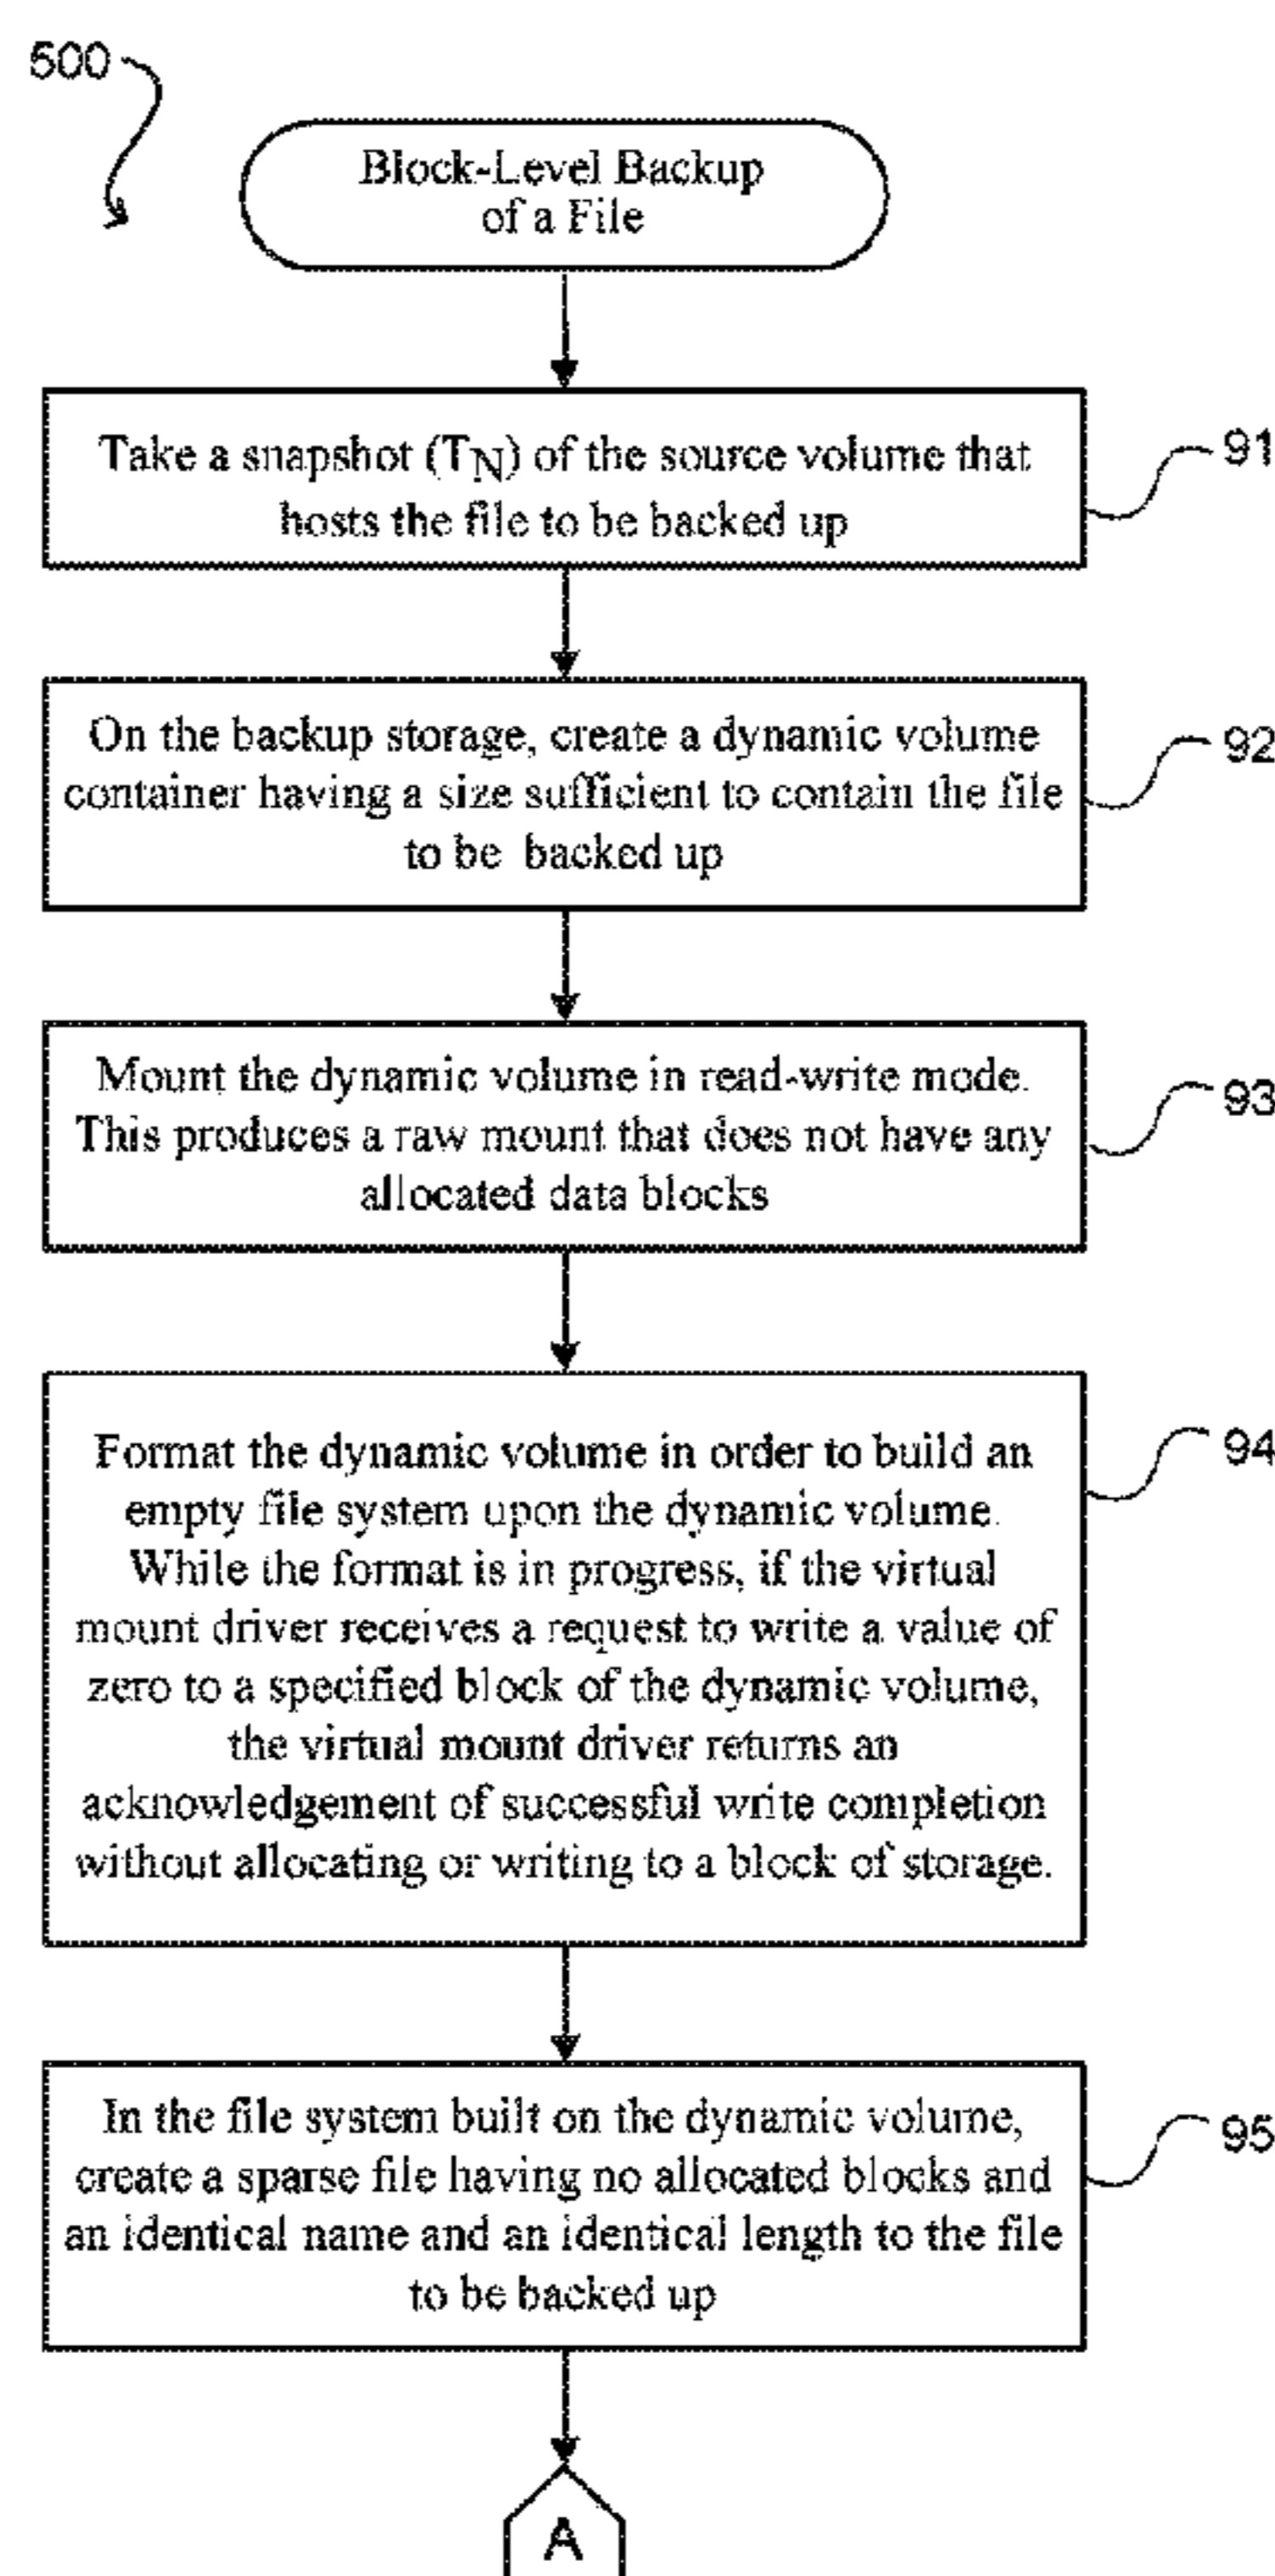 500
Block-Level Backup
of a File
Take a snapshot (TN) of the source volume that
hosts the file to be backed up
91
On the backup storage, create a dynamic volume
container having a size sufficient to contain the file
to be backed up
92
Mount the dynamic volume in read-write mode.
This produces a raw mount that does not have any
allocated data blocks
93
Format the dynamic volume in order to build an
empty file system upon the dynamic volume.
While the format is in progress, if the virtual
mount driver receives a request to write a value of
zero to a specified block of the dynamic volume,
the virtual mount driver returns an
acknowledgement of successful write completion
without allocating or writing to a block of storage.
94
In the file system built on the dynamic volume,
create a sparse file having no allocated blocks and
an identical name and an identical length to the file
to be backed up
95
A